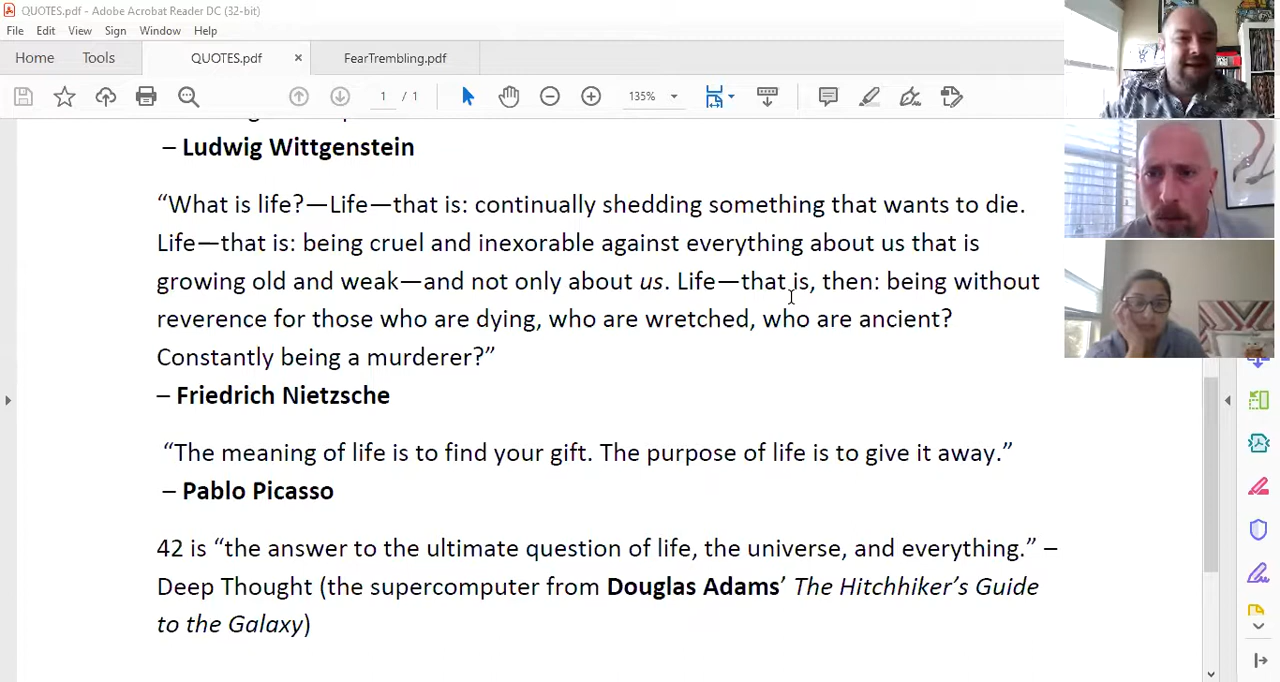 QUOTES.pdf - Adobe Acrobat Reader DC (32-bit)
File Edit View Sign Window Help
Home Tools QUOTES.pdf × FearTrembling.pdf
1 / 1 135%
– Ludwig Wittgenstein
“What is life?—Life—that is: continually shedding something that wants to die.
Life—that is: being cruel and inexorable against everything about us that is
growing old and weak—and not only about us. Life—that is, then: being without
reverence for those who are dying, who are wretched, who are ancient?
Constantly being a murderer?”
– Friedrich Nietzsche
“The meaning of life is to find your gift. The purpose of life is to give it away.”
– Pablo Picasso
42 is “the answer to the ultimate question of life, the universe, and everything.” –
Deep Thought (the supercomputer from Douglas Adams’ The Hitchhiker’s Guide
to the Galaxy)